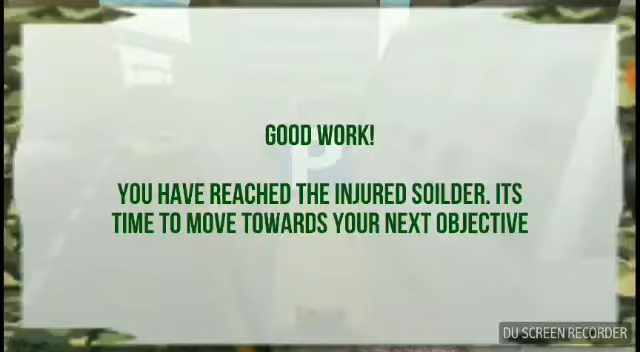 GOOD WORK!
YOU HAVE REACHED THE INJURED SOILDER. ITS
TIME TO MOVE TOWARDS YOUR NEXT OBJECTIVE
DU SCREEN RECORDER